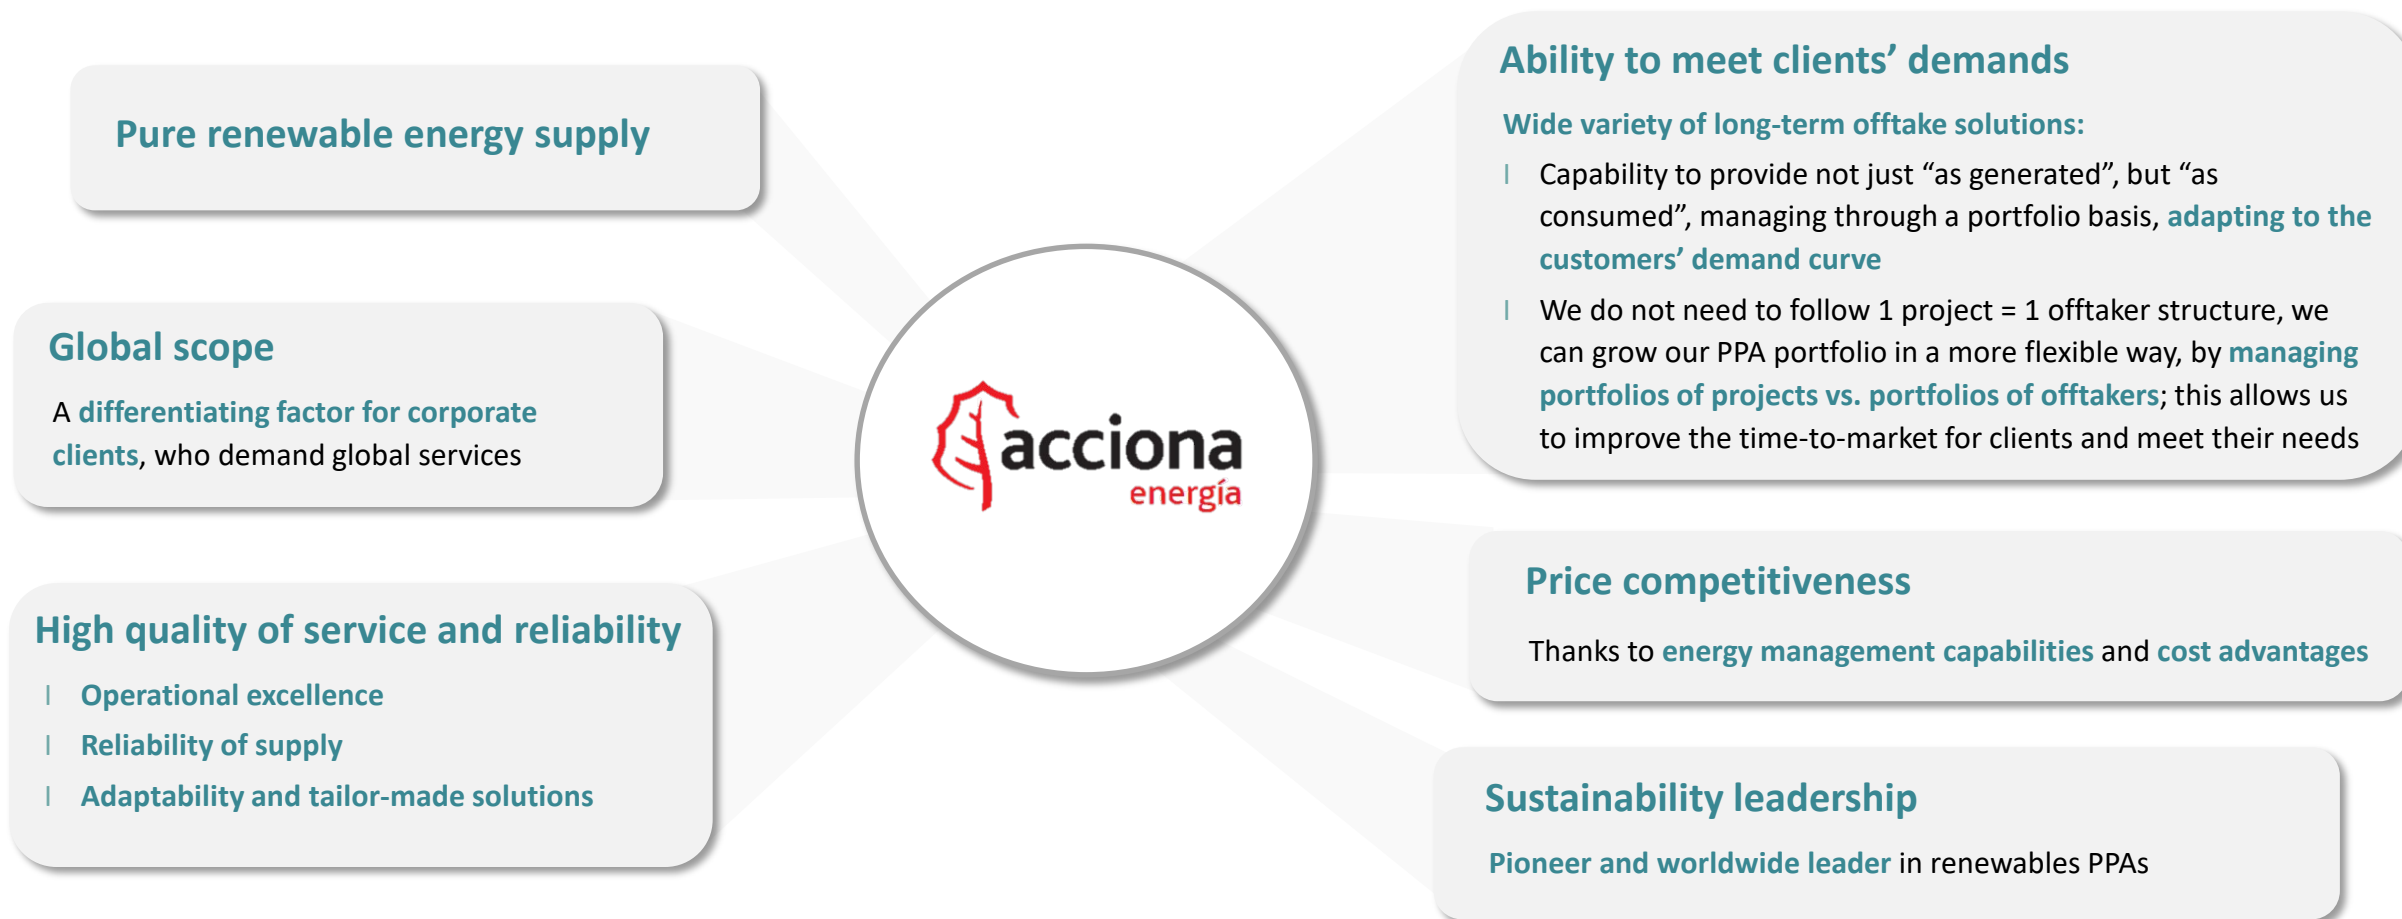 Pure renewable energy supply
Global scope
A differentiating factor for corporate
clients, who demand global services
High quality of service and reliability
l Operational excellence
l Reliability of supply
l Adaptability and tailor-made solutions
acciona
energía
Ability to meet clients’ demands
Wide variety of long-term offtake solutions:
l Capability to provide not just “as generated”, but “as
consumed”, managing through a portfolio basis, adapting to the
customers’ demand curve
l We do not need to follow 1 project = 1 offtaker structure, we
can grow our PPA portfolio in a more flexible way, by managing
portfolios of projects vs. portfolios of offtakers; this allows us
to improve the time-to-market for clients and meet their needs
Price competitiveness
Thanks to energy management capabilities and cost advantages
Sustainability leadership
Pioneer and worldwide leader in renewables PPAs